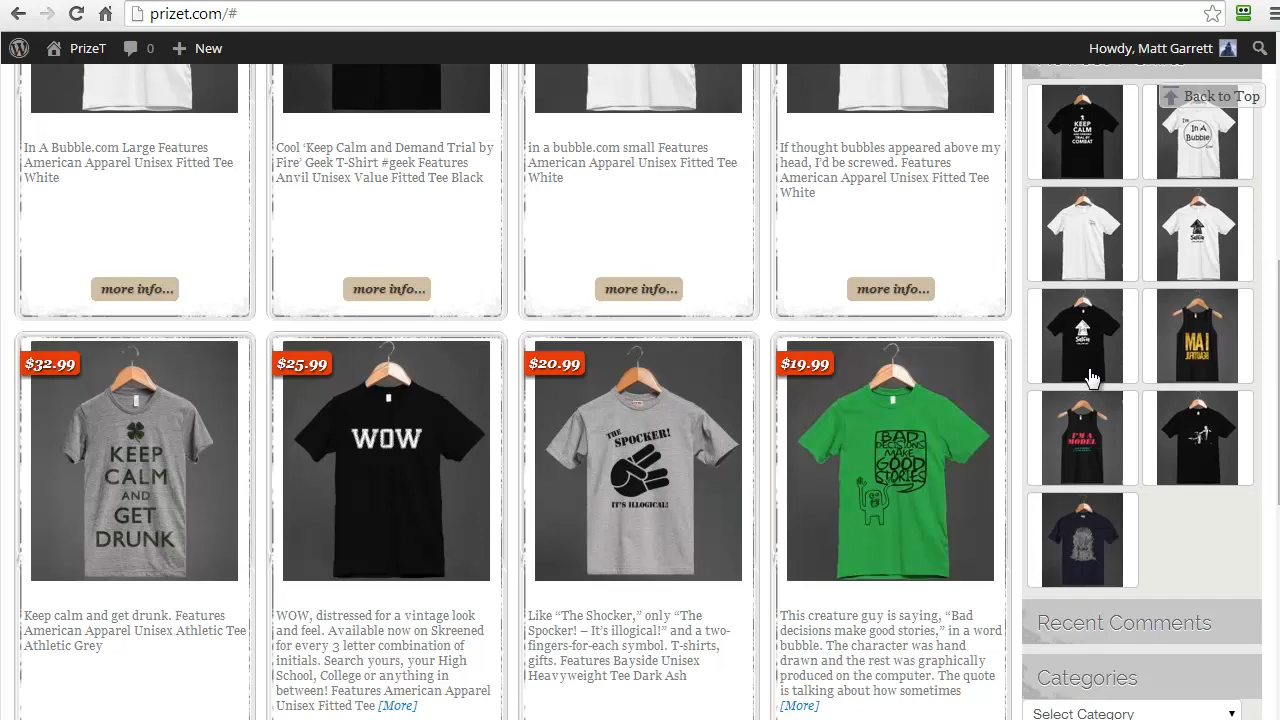 prizet.com/#
PrizeT
0
New
Howdy, Matt Garrett
Back to Top
In A Bubble.com Large Features
American Apparel Unisex Fitted Tee
White
Cool ‘Keep Calm and Demand Trial by
Fire’ Geek T-Shirt #geek Features
Anvil Unisex Value Fitted Tee Black
in a bubble.com small Features
American Apparel Unisex Fitted Tee
White
If thought bubbles appeared above my
head, I’d be screwed. Features
American Apparel Unisex Fitted Tee
White
more info...
more info...
more info...
more info...
$32.99
KEEP
CALM
AND
GET
DRUNK
$25.99
WOW
$20.99
THE
SPOCKER!
IT'S ILLOGICAL!
$19.99
BAD
DECISIONS
MAKE
GOOD
STORIES
Keep calm and get drunk. Features
American Apparel Unisex Athletic Tee
Athletic Grey
WOW, distressed for a vintage look
and feel. Available now on Skreened
for every 3 letter combination of
initials. Search yours, your High
School, College or anything in
between! Features American Apparel
Unisex Fitted Tee [More]
Like “The Shocker,” only “The
Spocker! – It’s illogical!” and a two-
fingers-for-each symbol. T-shirts,
gifts. Features Bayside Unisex
Heavyweight Tee Dark Ash
This creature guy is saying, “Bad
decisions make good stories,” in a word
bubble. The character was hand
drawn and the rest was graphically
produced on the computer. The quote
is talking about how sometimes
[More]
KEEP
CALM
TRIAL BY
COMBAT
I'm
In A
Bubble
Selfie
Selfie
I AM
I'M A
MODEL
Recent Comments
Categories
Select Category